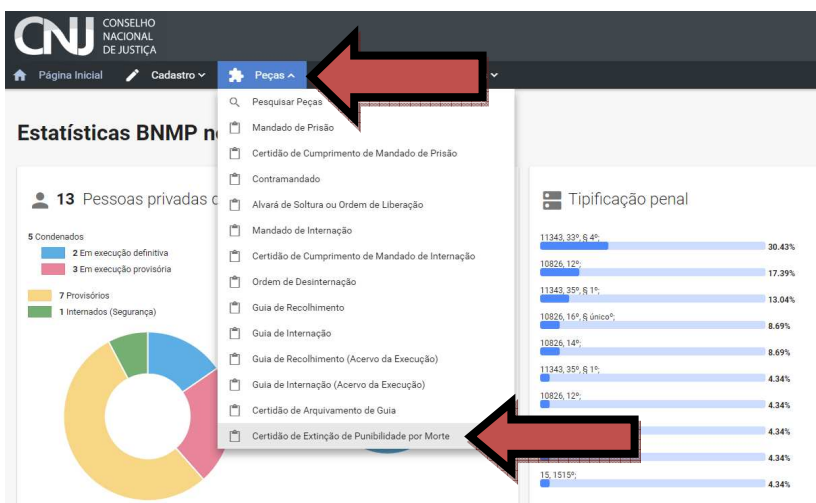 CNJ
CONSELHO
NACIONAL
DE JUSTIÇA
Página Inicial
Cadastro
Peças
Pesquisar Peças
Mandado de Prisão
Certidão de Cumprimento de Mandado de Prisão
Contramandado
Alvará de Soltura ou Ordem de Liberação
Mandado de Internação
Certidão de Cumprimento de Mandado de Internação
Ordem de Desinternação
Guia de Recolhimento
Guia de Internação
Guia de Recolhimento (Acervo da Execução)
Guia de Internação (Acervo da Execução)
Certidão de Arquivamento de Guia
Certidão de Extinção de Punibilidade por Morte
Estatísticas BNMP n
13 Pessoas privadas d
5 Condenados
2 Em execução definitiva
3 Em execução provisória
7 Provisórios
1 Internados (Segurança)
Tipificação penal
11343, 33º, § 4º;
30.43%
10826, 12º;
17.39%
11343, 35º, § 1º;
13.04%
10826, 16º, § únicoº;
8.69%
10826, 14º;
8.69%
11343, 35º, § 1º;
4.34%
10826, 12º;
4.34%
4.34%
4.34%
15, 1515º;
4.34%